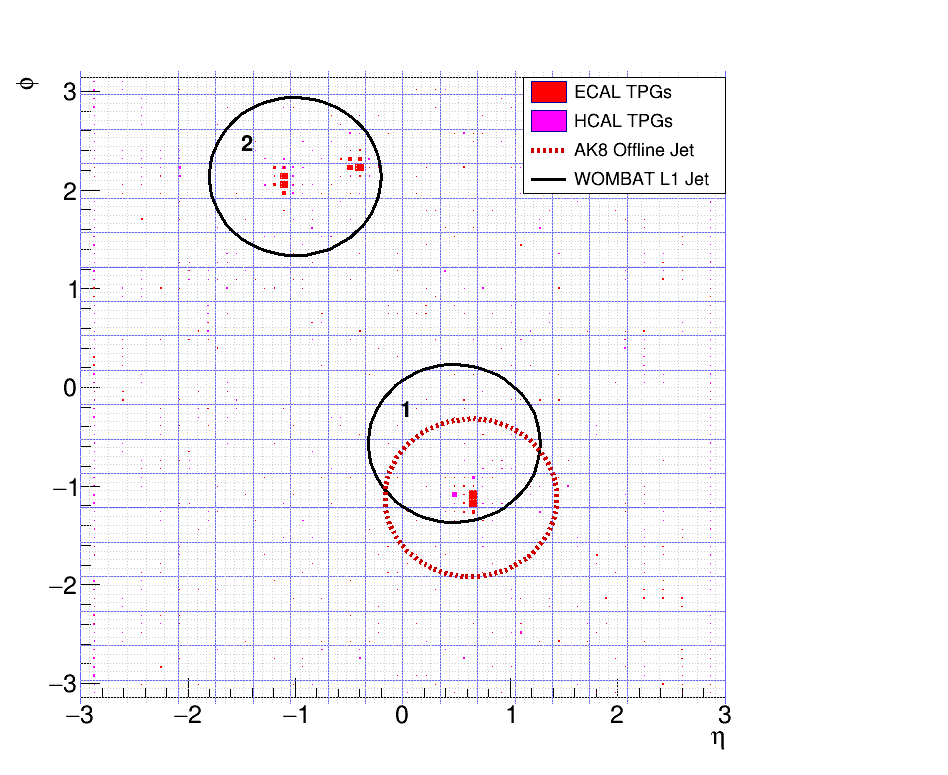 φ
3
2
1
0
−1
−2
−3
−3 −2 −1 0 1 2 3
η
ECAL TPGs
HCAL TPGs
AK8 Offline Jet
WOMBAT L1 Jet
2
1